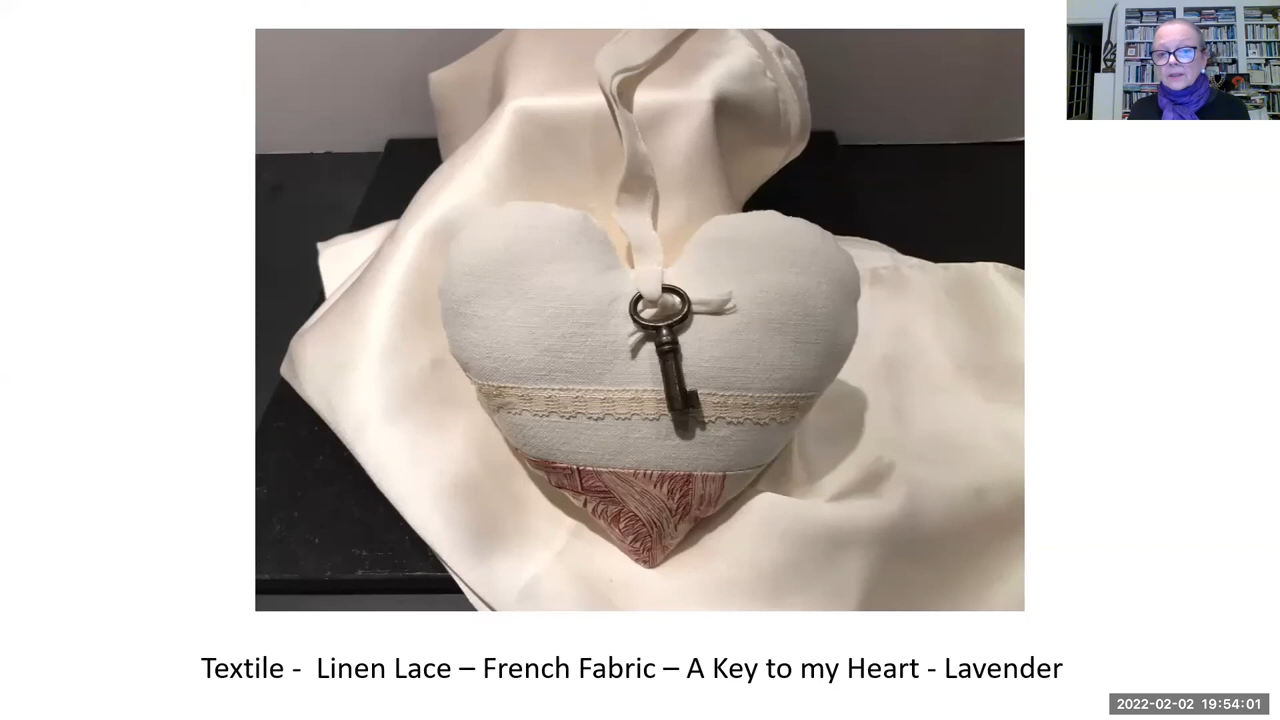 Textile -  Linen Lace – French Fabric – A Key to my Heart - Lavender
2022-02-02  19:54:01